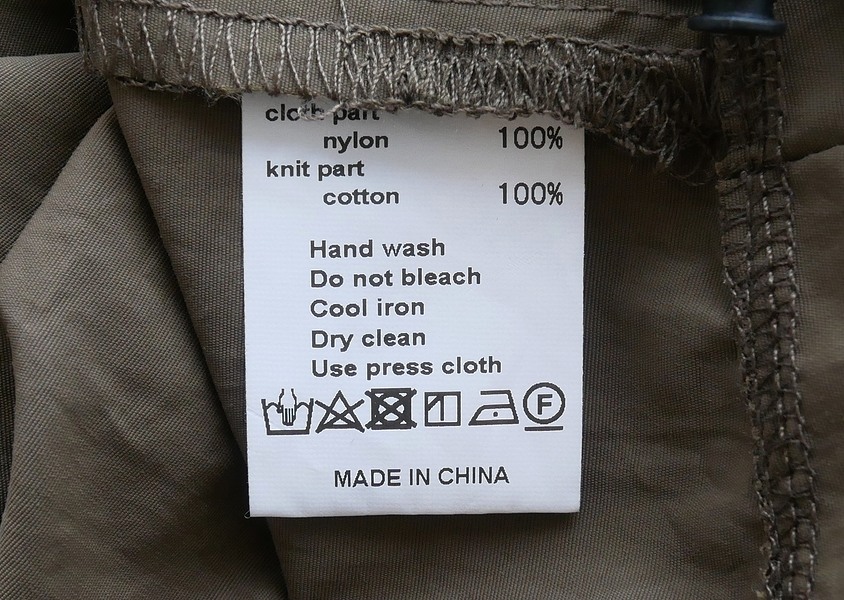 cloth part
nylon 100%
knit part
cotton 100%
Hand wash
Do not bleach
Cool iron
Dry clean
Use press cloth
F
MADE IN CHINA